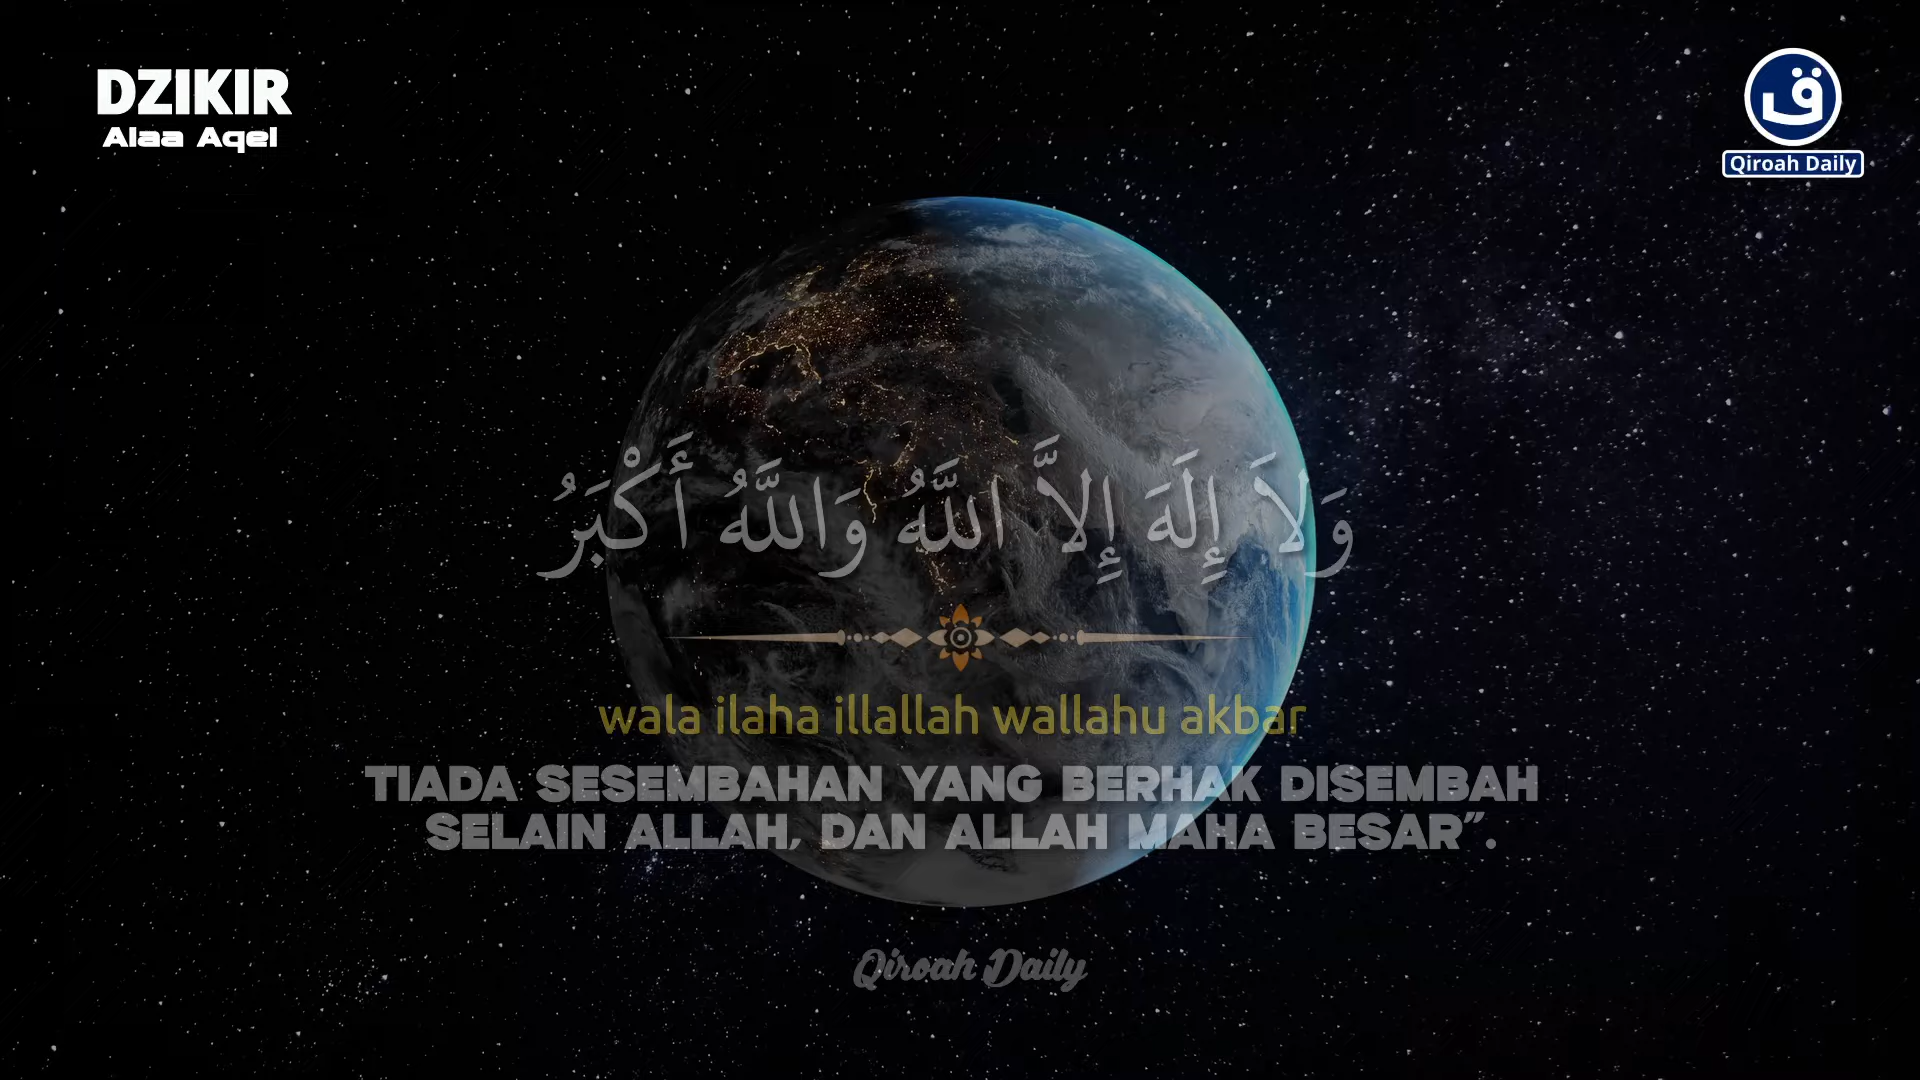 DZIKIR
Alaa Aqel
ق
Qiroah Daily
وَلاَ إِلَهَ إِلاَّ اللَّهُ وَاللَّهُ أَكْبَرُ
wala ilaha illallah wallahu akbar
TIADA SESEMBAHAN YANG BERHAK DISEMBAH
SELAIN ALLAH, DAN ALLAH MAHA BESAR”.
Qiroah Daily